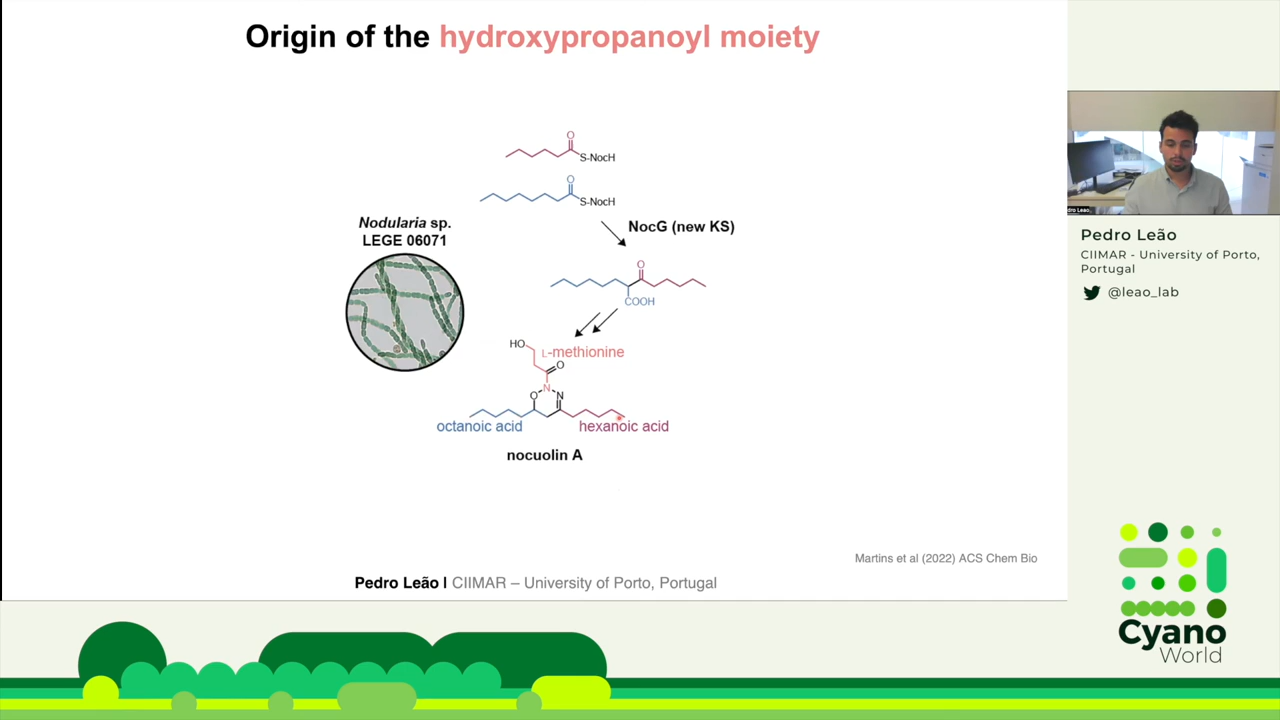 Origin of the hydroxypropanoyl moiety
O
S-NocH
O
S-NocH
Nodularia sp.
LEGE 06071
NocG (new KS)
O
COOH
HO
L-methionine
O
N
O
N
octanoic acid
hexanoic acid
nocuolin A
Martins et al (2022) ACS Chem Bio
Pedro Leão I CIIMAR – University of Porto, Portugal
dro Leao
Pedro Leão
CIIMAR - University of Porto,
Portugal
@leao_lab
Cyano
World